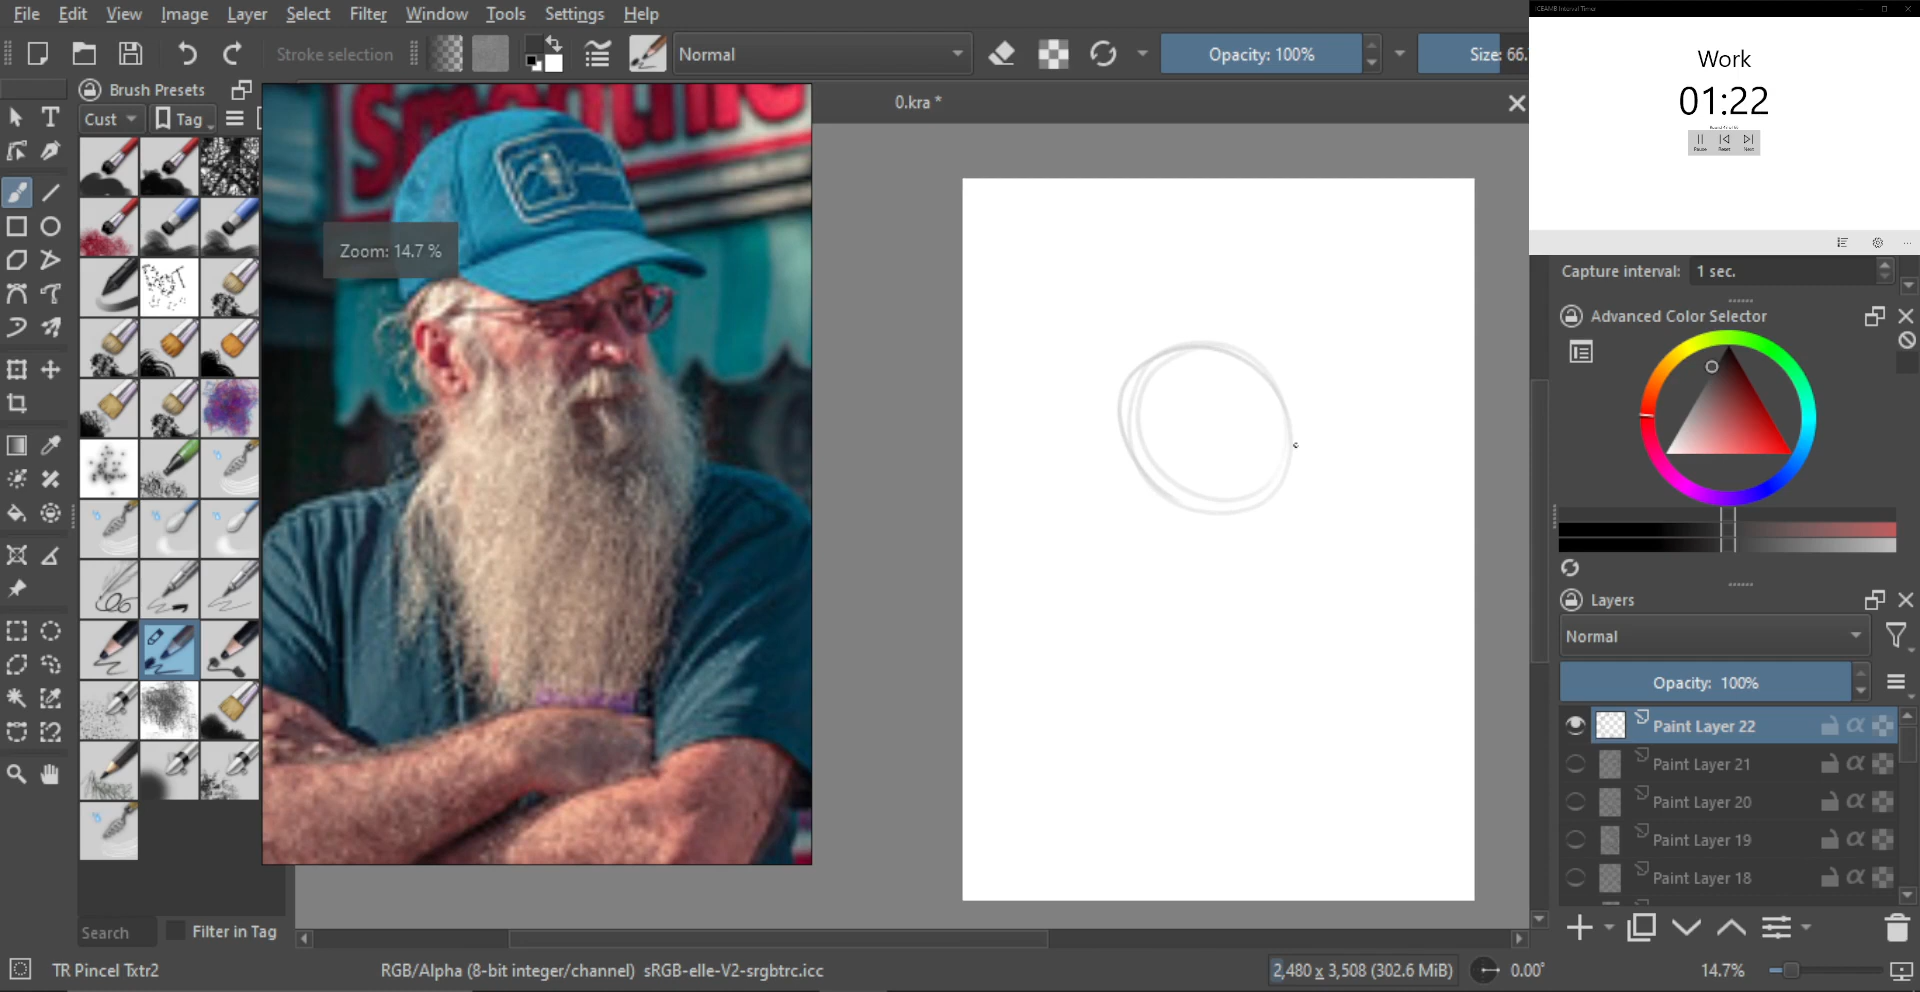 File Edit View Image Layer Select Filter Window Tools Settings Help
Stroke selection
Normal
Opacity: 100%
Size: 66.
Brush Presets
Cust
Tag
0.kra *
Zoom: 14.7 %
Work
01:22
Pause Reset Next
Capture interval: 1 sec.
Advanced Color Selector
Layers
Normal
Opacity: 100%
Paint Layer 22
Paint Layer 21
Paint Layer 20
Paint Layer 19
Paint Layer 18
Search
Filter in Tag
TR Pincel Txtr2
RGB/Alpha (8-bit integer/channel) sRGB-elle-V2-srgbtrc.icc
2,480 x 3,508 (302.6 MiB)
0.00°
14.7%